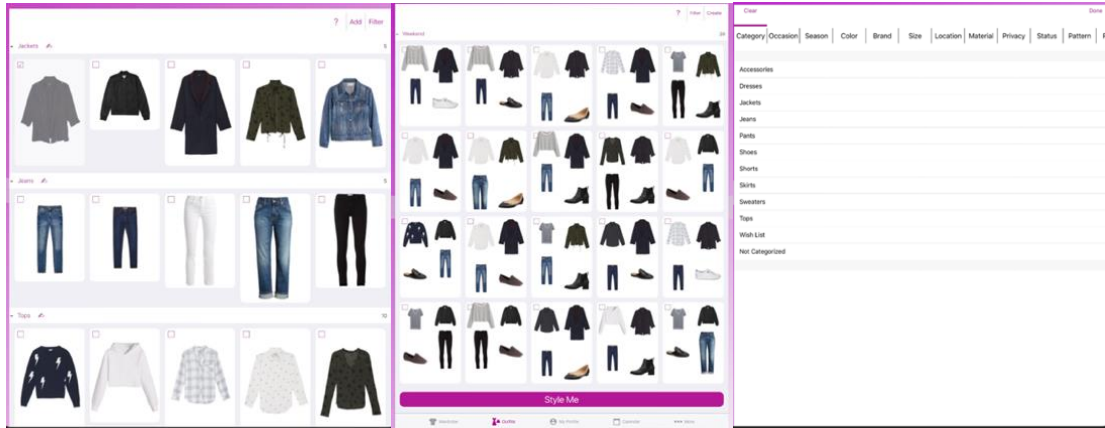 ? Add Filter
Jackets 5
Jeans 5
Tops 10
? Filter Create
Weekend 28
Style Me
Wardrobe Outfits My Profile Calendar More
Clear Done
Category Occasion Season Color Brand Size Location Material Privacy Status Pattern
Accessories
Dresses
Jackets
Jeans
Pants
Shoes
Shorts
Skirts
Sweaters
Tops
Wish List
Not Categorized